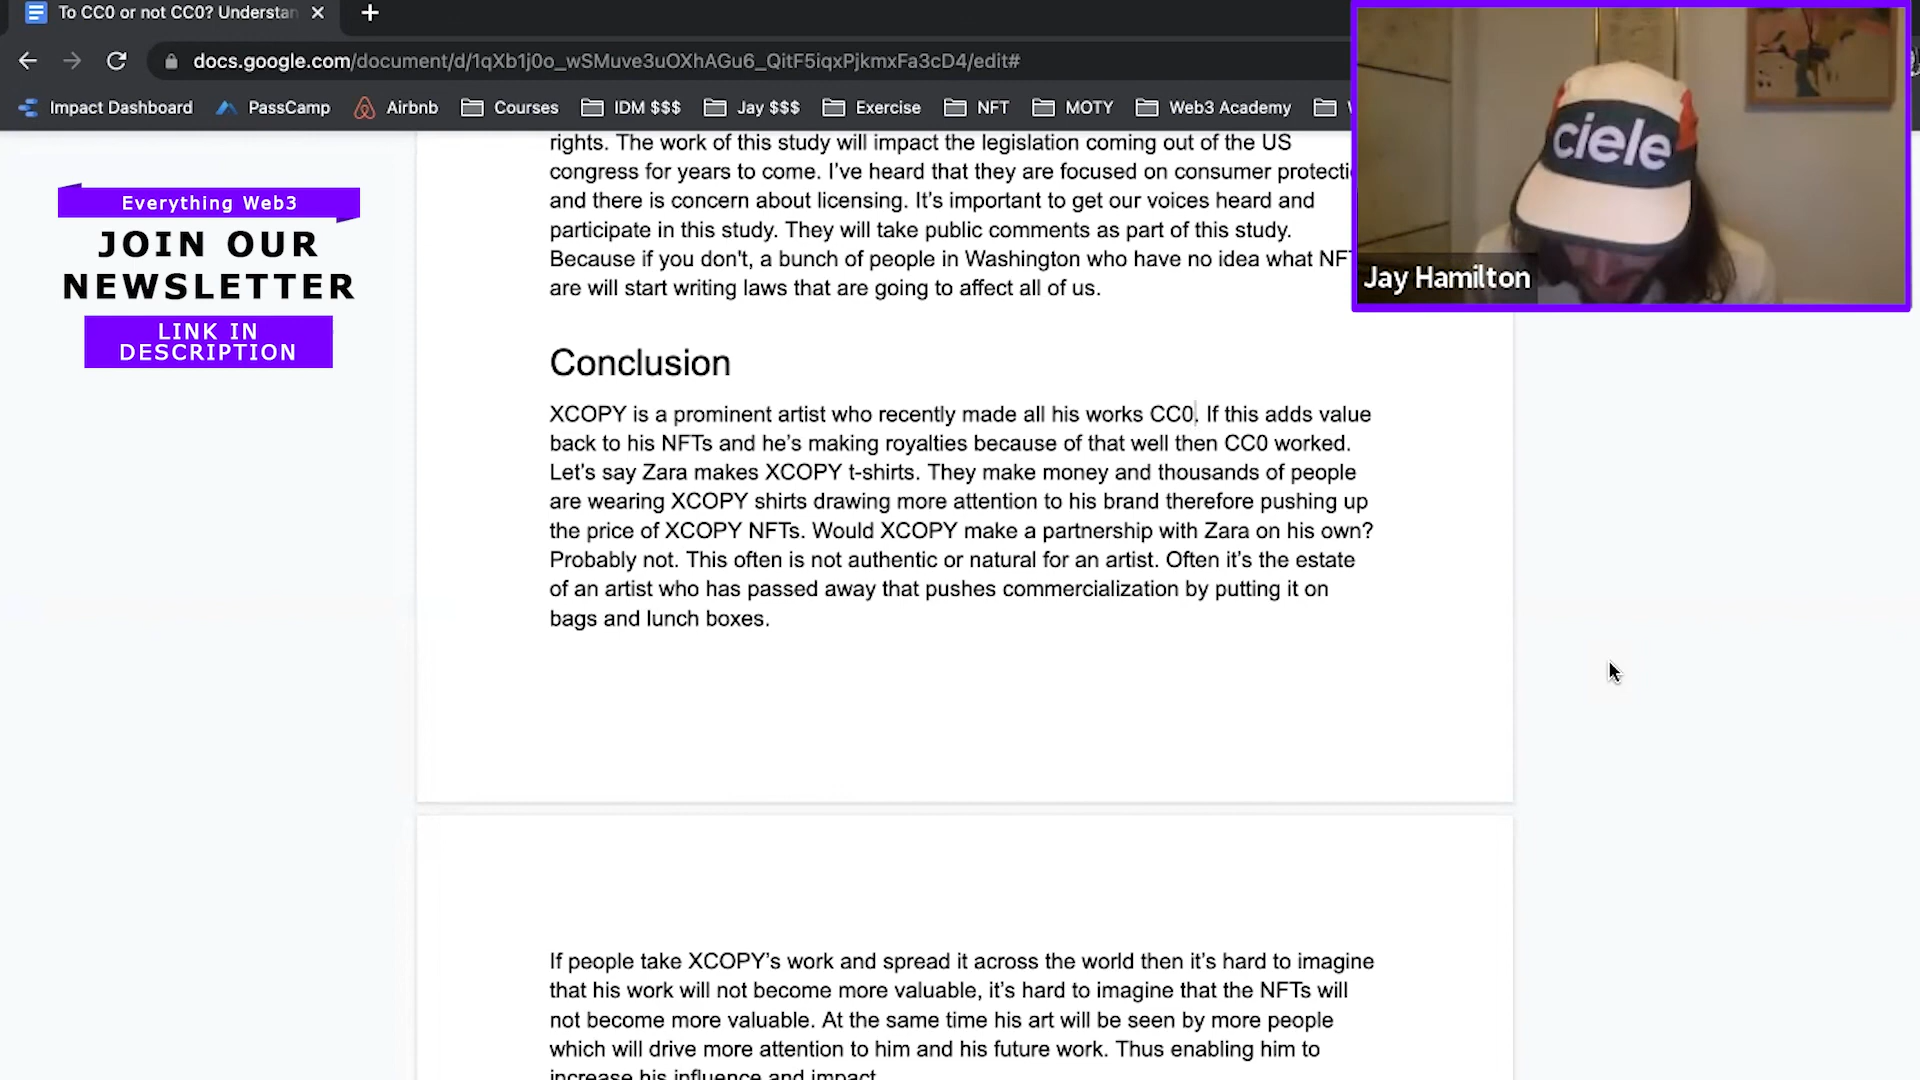 To CC0 or not CC0? Understan
docs.google.com/document/d/1qXb1j0o_wSMuve3uOXhAGu6_QitF5iqxPjkmxFa3cD4/edit#
Impact Dashboard PassCamp Airbnb Courses IDM $$$ Jay $$$ Exercise NFT MOTY Web3 Academy
ciele
Jay Hamilton
Everything Web3
JOIN OUR
NEWSLETTER
LINK IN
DESCRIPTION
rights. The work of this study will impact the legislation coming out of the US
congress for years to come. I've heard that they are focused on consumer protecti
and there is concern about licensing. It's important to get our voices heard and
participate in this study. They will take public comments as part of this study.
Because if you don't, a bunch of people in Washington who have no idea what NFT
are will start writing laws that are going to affect all of us.
Conclusion
XCOPY is a prominent artist who recently made all his works CC0. If this adds value
back to his NFTs and he's making royalties because of that well then CC0 worked.
Let's say Zara makes XCOPY t-shirts. They make money and thousands of people
are wearing XCOPY shirts drawing more attention to his brand therefore pushing up
the price of XCOPY NFTs. Would XCOPY make a partnership with Zara on his own?
Probably not. This often is not authentic or natural for an artist. Often it's the estate
of an artist who has passed away that pushes commercialization by putting it on
bags and lunch boxes.
If people take XCOPY's work and spread it across the world then it's hard to imagine
that his work will not become more valuable, it's hard to imagine that the NFTs will
not become more valuable. At the same time his art will be seen by more people
which will drive more attention to him and his future work. Thus enabling him to
increase his influence and impact